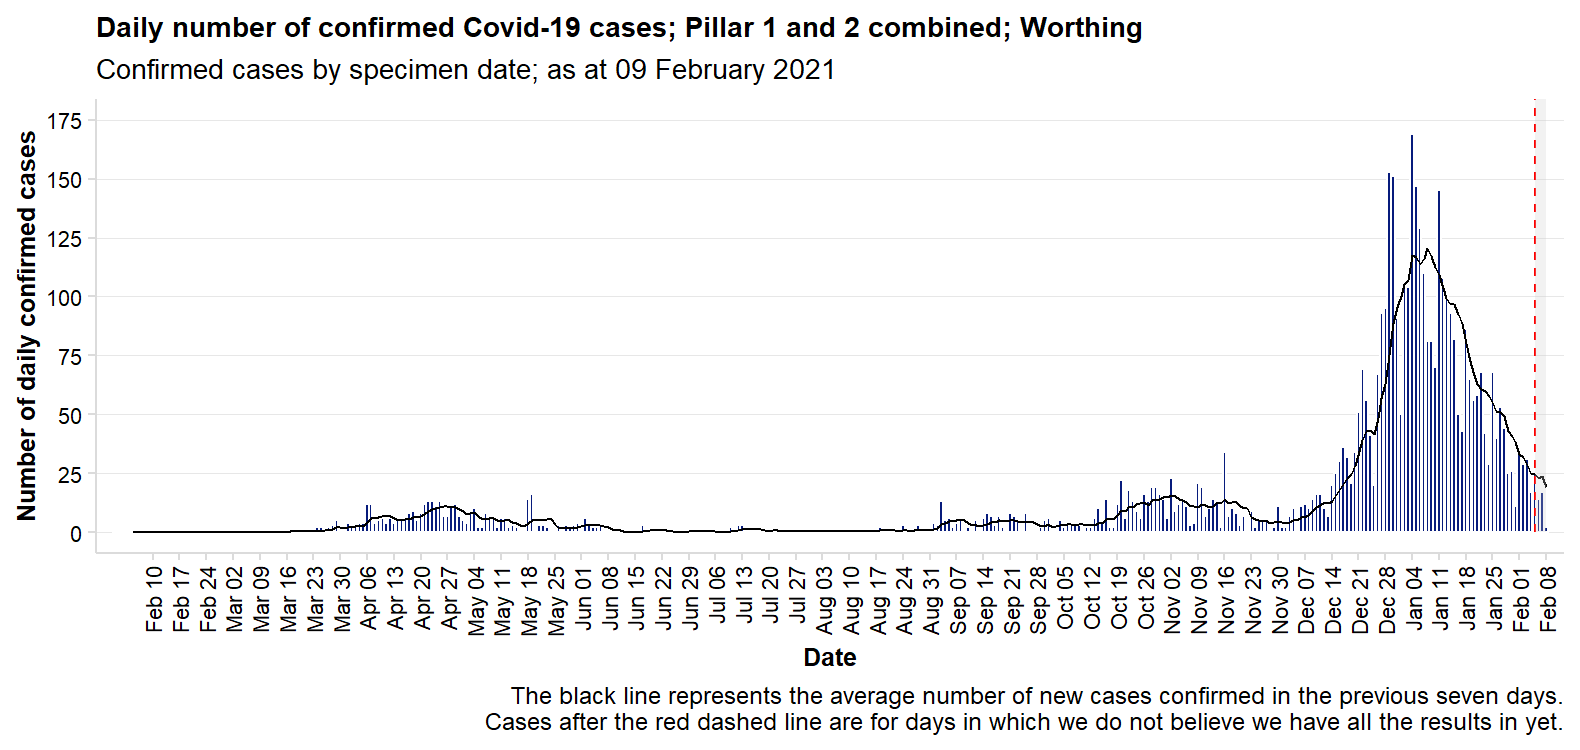 Daily number of confirmed Covid-19 cases; Pillar 1 and 2 combined; Worthing
Confirmed cases by specimen date; as at 09 February 2021
Number of daily confirmed cases
175
150
125
100
75
50
25
0
Feb 10
Feb 17
Feb 24
Mar 02
Mar 09
Mar 16
Mar 23
Mar 30
Apr 06
Apr 13
Apr 20
Apr 27
May 04
May 11
May 18
May 25
Jun 01
Jun 08
Jun 15
Jun 22
Jun 29
Jul 06
Jul 13
Jul 20
Jul 27
Aug 03
Aug 10
Aug 17
Aug 24
Aug 31
Sep 07
Sep 14
Sep 21
Sep 28
Oct 05
Oct 12
Oct 19
Oct 26
Nov 02
Nov 09
Nov 16
Nov 23
Nov 30
Dec 07
Dec 14
Dec 21
Dec 28
Jan 04
Jan 11
Jan 18
Jan 25
Feb 01
Feb 08
Date
The black line represents the average number of new cases confirmed in the previous seven days.
Cases after the red dashed line are for days in which we do not believe we have all the results in yet.